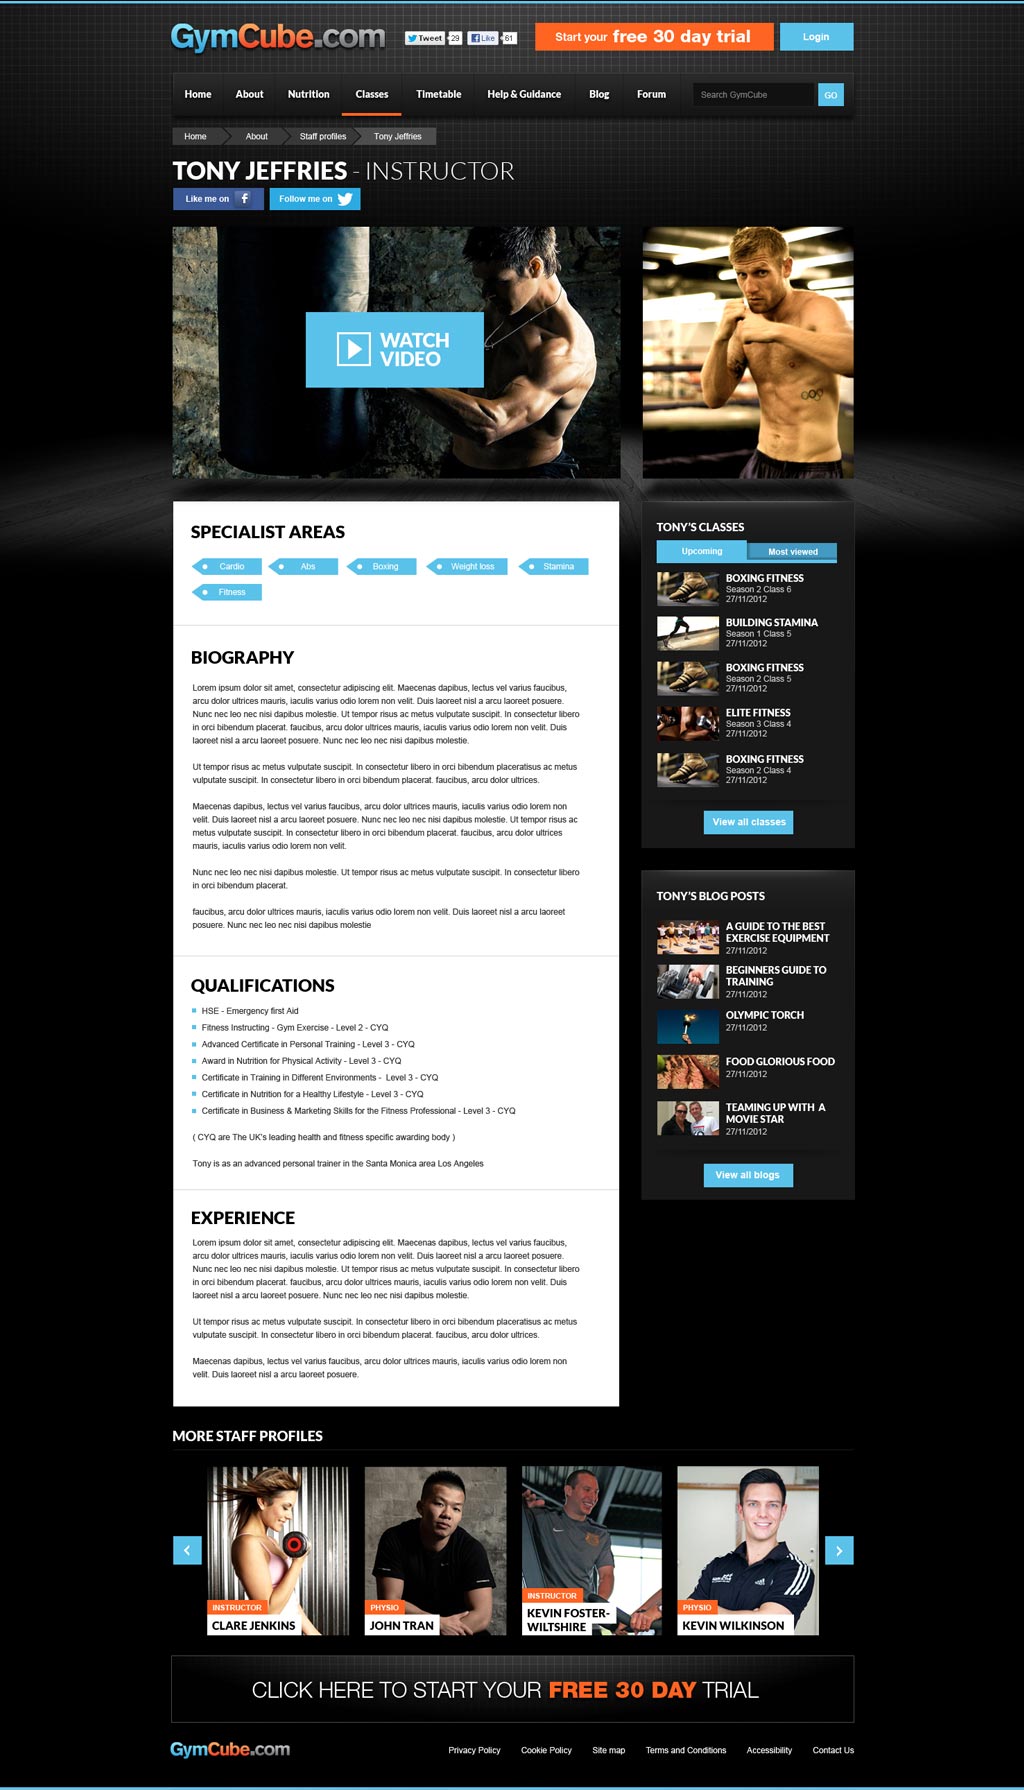 GymCube.com
Tweet 29 Like 61
Start your free 30 day trial
Login
Home About Nutrition Classes Timetable Help & Guidance Blog Forum Search GymCube GO
Home About Staff profiles Tony Jeffries
TONY JEFFRIES - INSTRUCTOR
Like me on f Follow me on
WATCH
VIDEO
SPECIALIST AREAS
Cardio Abs Boxing Weight loss Stamina
Fitness
BIOGRAPHY
Lorem ipsum dolor sit amet, consectetur adipiscing elit. Maecenas dapibus, lectus vel varius faucibus,
arcu dolor ultrices mauris, iaculis varius odio lorem non velit. Duis laoreet nisl a arcu laoreet posuere.
Nunc nec leo nec nisi dapibus molestie. Ut tempor risus ac metus vulputate suscipit. In consectetur libero
in orci bibendum placerat. faucibus, arcu dolor ultrices mauris, iaculis varius odio lorem non velit. Duis
laoreet nisl a arcu laoreet posuere. Nunc nec leo nec nisi dapibus molestie.
Ut tempor risus ac metus vulputate suscipit. In consectetur libero in orci bibendum placeratisus ac metus
vulputate suscipit. In consectetur libero in orci bibendum placerat. faucibus, arcu dolor ultrices.
Maecenas dapibus, lectus vel varius faucibus, arcu dolor ultrices mauris, iaculis varius odio lorem non
velit. Duis laoreet nisl a arcu laoreet posuere. Nunc nec leo nec nisi dapibus molestie. Ut tempor risus ac
metus vulputate suscipit. In consectetur libero in orci bibendum placerat. faucibus, arcu dolor ultrices
mauris, iaculis varius odio lorem non velit.
Nunc nec leo nec nisi dapibus molestie. Ut tempor risus ac metus vulputate suscipit. In consectetur libero
in orci bibendum placerat.
faucibus, arcu dolor ultrices mauris, iaculis varius odio lorem non velit. Duis laoreet nisl a arcu laoreet
posuere. Nunc nec leo nec nisi dapibus molestie
QUALIFICATIONS
HSE - Emergency first Aid
Fitness Instructing - Gym Exercise - Level 2 - CYQ
Advanced Certificate in Personal Training - Level 3 - CYQ
Award in Nutrition for Physical Activity - Level 3 - CYQ
Certificate in Training in Different Environments - Level 3 - CYQ
Certificate in Nutrition for a Healthy Lifestyle - Level 3 - CYQ
Certificate in Business & Marketing Skills for the Fitness Professional - Level 3 - CYQ
( CYQ are The UK's leading health and fitness specific awarding body )
Tony is as an advanced personal trainer in the Santa Monica area Los Angeles
EXPERIENCE
Lorem ipsum dolor sit amet, consectetur adipiscing elit. Maecenas dapibus, lectus vel varius faucibus,
arcu dolor ultrices mauris, iaculis varius odio lorem non velit. Duis laoreet nisl a arcu laoreet posuere.
Nunc nec leo nec nisi dapibus molestie. Ut tempor risus ac metus vulputate suscipit. In consectetur libero
in orci bibendum placerat. faucibus, arcu dolor ultrices mauris, iaculis varius odio lorem non velit. Duis
laoreet nisl a arcu laoreet posuere. Nunc nec leo nec nisi dapibus molestie.
Ut tempor risus ac metus vulputate suscipit. In consectetur libero in orci bibendum placeratisus ac metus
vulputate suscipit. In consectetur libero in orci bibendum placerat. faucibus, arcu dolor ultrices.
Maecenas dapibus, lectus vel varius faucibus, arcu dolor ultrices mauris, iaculis varius odio lorem non
velit. Duis laoreet nisl a arcu laoreet posuere.
TONY'S CLASSES
Upcoming Most viewed
BOXING FITNESS
Season 2 Class 6
27/11/2012
BUILDING STAMINA
Season 1 Class 5
27/11/2012
BOXING FITNESS
Season 2 Class 5
27/11/2012
ELITE FITNESS
Season 3 Class 4
27/11/2012
BOXING FITNESS
Season 2 Class 4
27/11/2012
View all classes
TONY'S BLOG POSTS
A GUIDE TO THE BEST
EXERCISE EQUIPMENT
27/11/2012
BEGINNERS GUIDE TO
TRAINING
27/11/2012
OLYMPIC TORCH
27/11/2012
FOOD GLORIOUS FOOD
27/11/2012
TEAMING UP WITH A
MOVIE STAR
27/11/2012
View all blogs
MORE STAFF PROFILES
INSTRUCTOR
CLARE JENKINS
PHYSIO
JOHN TRAN
INSTRUCTOR
KEVIN FOSTER-
WILTSHIRE
PHYSIO
KEVIN WILKINSON
CLICK HERE TO START YOUR FREE 30 DAY TRIAL
GymCube.com
Privacy Policy Cookie Policy Site map Terms and Conditions Accessibility Contact Us